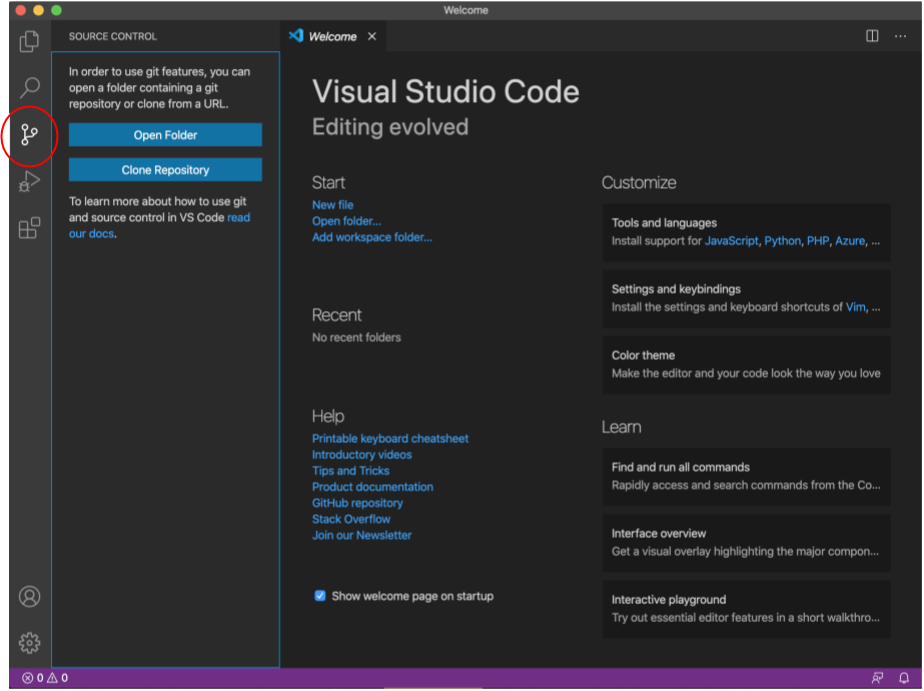 Welcome
SOURCE CONTROL
In order to use git features, you can
open a folder containing a git
repository or clone from a URL.
Open Folder
Clone Repository
To learn more about how to use git
and source control in VS Code read
our docs.
Welcome
Visual Studio Code
Editing evolved
Start
New file
Open folder...
Add workspace folder...
Recent
No recent folders
Help
Printable keyboard cheatsheet
Introductory videos
Tips and Tricks
Product documentation
GitHub repository
Stack Overflow
Join our Newsletter
Show welcome page on startup
Customize
Tools and languages
Install support for JavaScript, Python, PHP, Azure, ...
Settings and keybindings
Install the settings and keyboard shortcuts of Vim, ...
Color theme
Make the editor and your code look the way you love
Learn
Find and run all commands
Rapidly access and search commands from the Co...
Interface overview
Get a visual overlay highlighting the major compon...
Interactive playground
Try out essential editor features in a short walkthro...
0 0